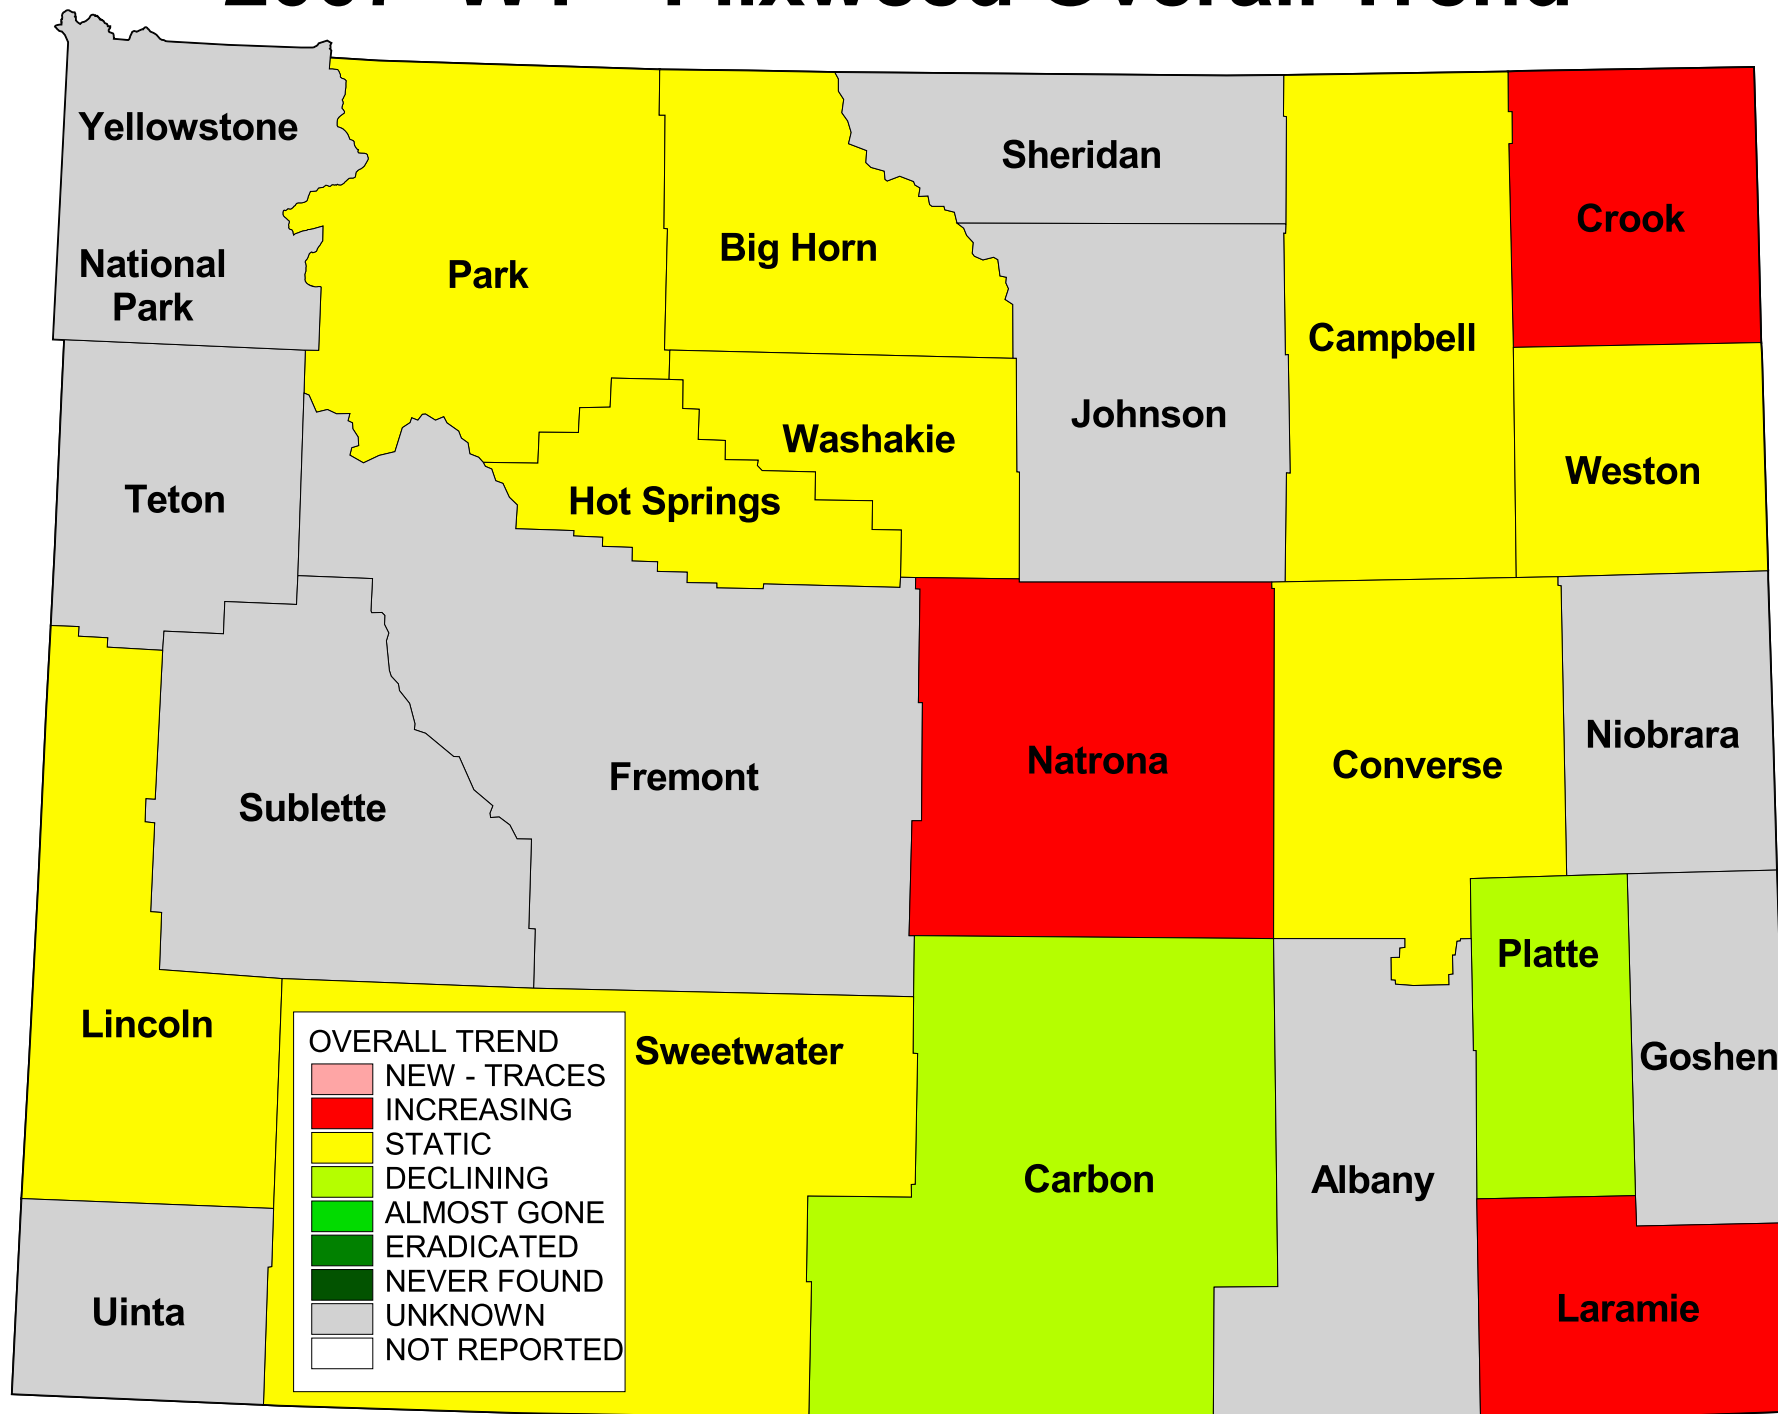 Yellowstone
National
Park
Park
Big Horn
Sheridan
Crook
Campbell
Johnson
Washakie
Weston
Teton
Hot Springs
Niobrara
Natrona
Converse
Fremont
Sublette
Platte
Lincoln
Sweetwater
Goshen
Carbon
Albany
Uinta
Laramie
OVERALL TREND
NEW - TRACES
INCREASING
STATIC
DECLINING
ALMOST GONE
ERADICATED
NEVER FOUND
UNKNOWN
NOT REPORTED